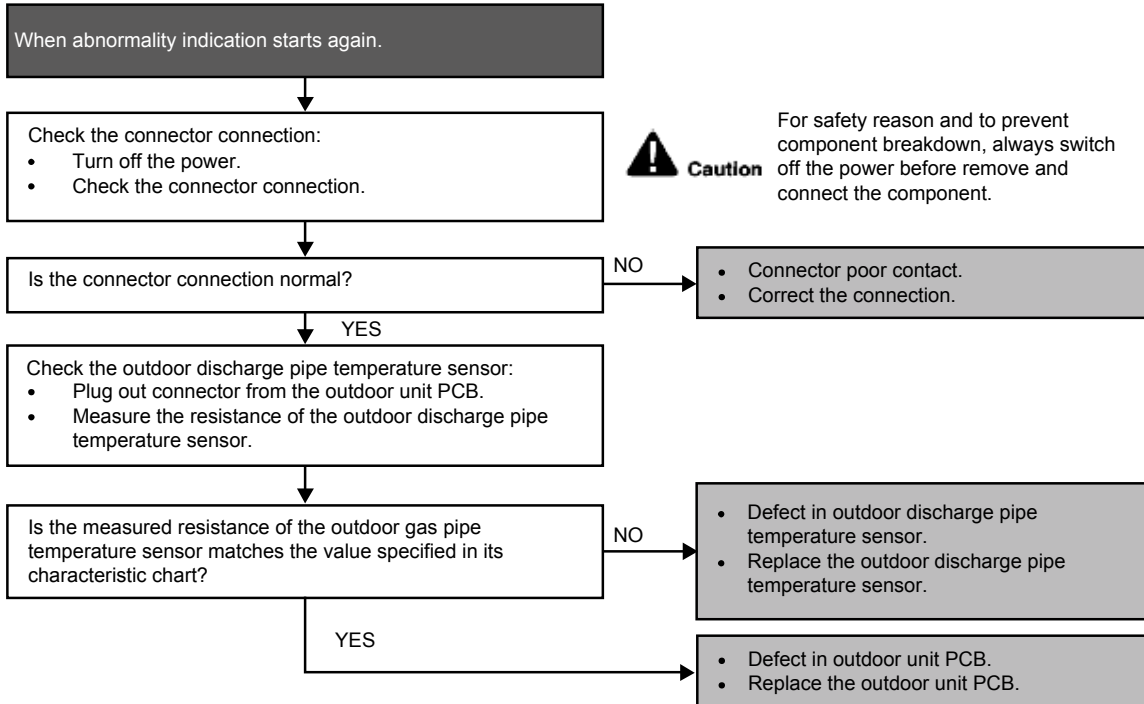 When abnormality indication starts again.
Check the connector connection:
• Turn off the power.
• Check the connector connection.
Caution
For safety reason and to prevent
component breakdown, always switch
off the power before remove and
connect the component.
Is the connector connection normal?
NO
• Connector poor contact.
• Correct the connection.
YES
Check the outdoor discharge pipe temperature sensor:
• Plug out connector from the outdoor unit PCB.
• Measure the resistance of the outdoor discharge pipe
temperature sensor.
Is the measured resistance of the outdoor gas pipe
temperature sensor matches the value specified in its
characteristic chart?
NO
• Defect in outdoor discharge pipe
temperature sensor.
• Replace the outdoor discharge pipe
temperature sensor.
YES
• Defect in outdoor unit PCB.
• Replace the outdoor unit PCB.